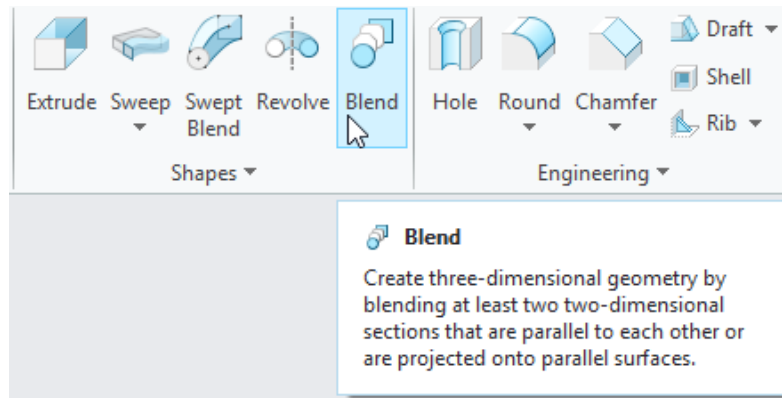 Extrude Sweep Swept Blend Revolve Blend Hole Round Chamfer
Draft
Shell
Rib
Shapes Engineering
Blend
Create three-dimensional geometry by
blending at least two two-dimensional
sections that are parallel to each other or
are projected onto parallel surfaces.